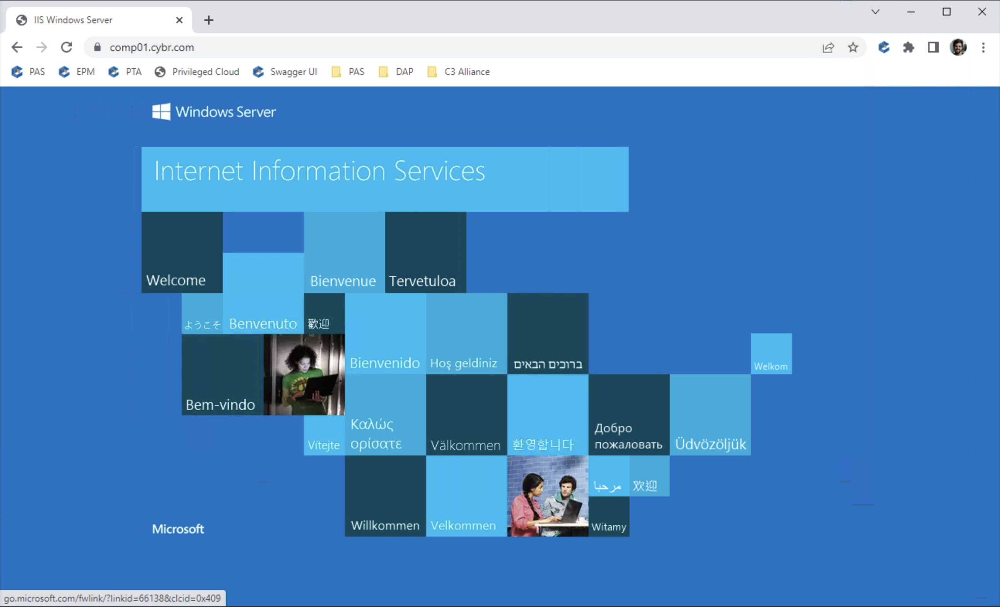 IIS Windows Server
comp01.cybr.com
PAS EPM PTA Privileged Cloud Swagger UI PAS DAP C3 Alliance
Windows Server
Internet Information Services
Welcome
Bienvenue
Tervetuloa
ようこそ
Benvenuto
歡迎
Bienvenido
Hoş geldiniz
ברוכים הבאים
Welkom
Bem-vindo
Vítejte
Καλώς
ορίσατε
Välkommen
환영합니다
Добро
пожаловать
Üdvözöljük
مرحبا
欢迎
Willkommen
Velkommen
Witamy
Microsoft
go.microsoft.com/fwlink/?linkid=66138&clcid=0x409